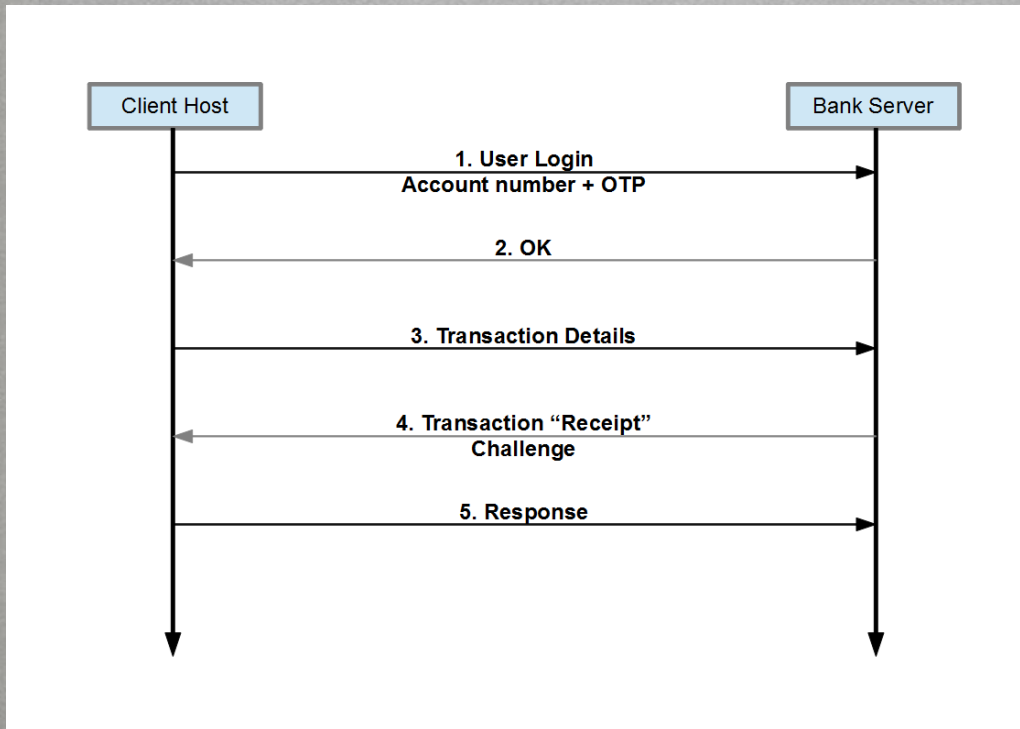 Client Host
Bank Server
1. User Login
Account number + OTP
2. OK
3. Transaction Details
4. Transaction “Receipt”
Challenge
5. Response